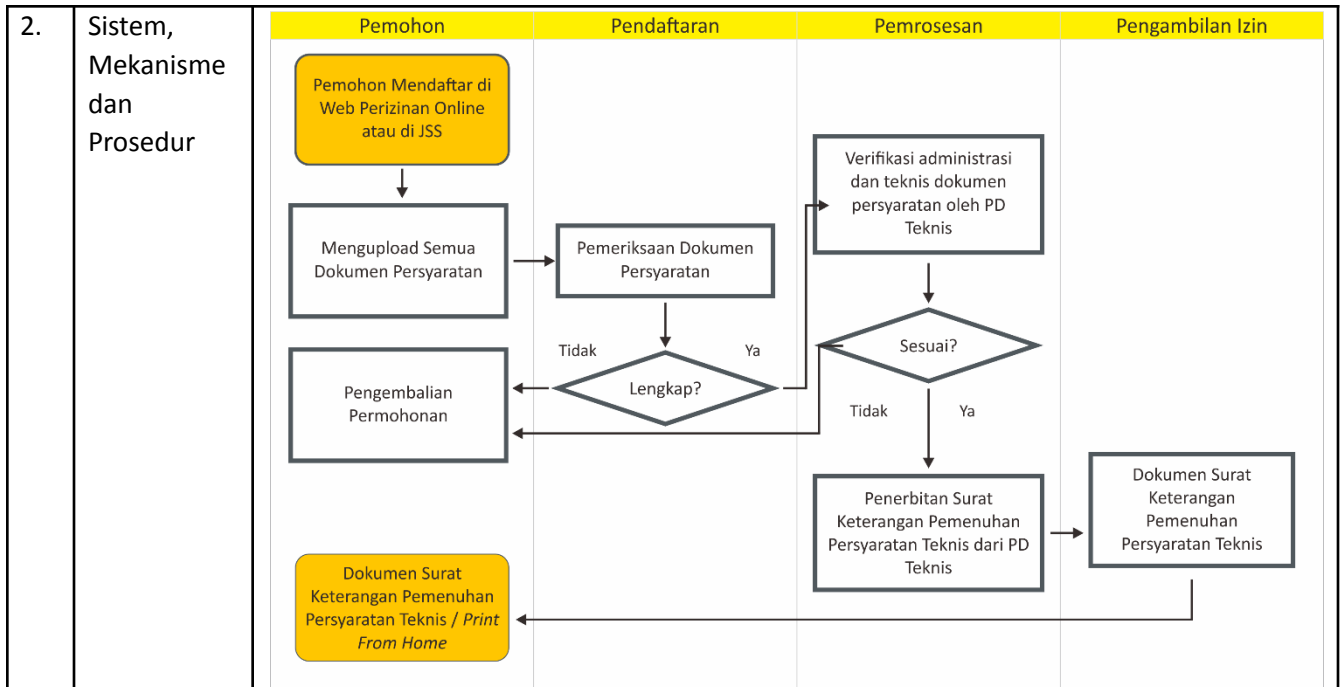 2.
Sistem,
Mekanisme
dan
Prosedur
Pemohon
Pendaftaran
Pemrosesan
Pengambilan Izin
Pemohon Mendaftar di
Web Perizinan Online
atau di JSS
Mengupload Semua
Dokumen Persyaratan
Pemeriksaan Dokumen
Persyaratan
Verifikasi administrasi
dan teknis dokumen
persyaratan oleh PD
Teknis
Tidak
Ya
Lengkap?
Sesuai?
Pengembalian
Permohonan
Tidak
Ya
Penerbitan Surat
Keterangan Pemenuhan
Persyaratan Teknis dari PD
Teknis
Dokumen Surat
Keterangan
Pemenuhan
Persyaratan Teknis
Dokumen Surat
Keterangan Pemenuhan
Persyaratan Teknis / Print
From Home